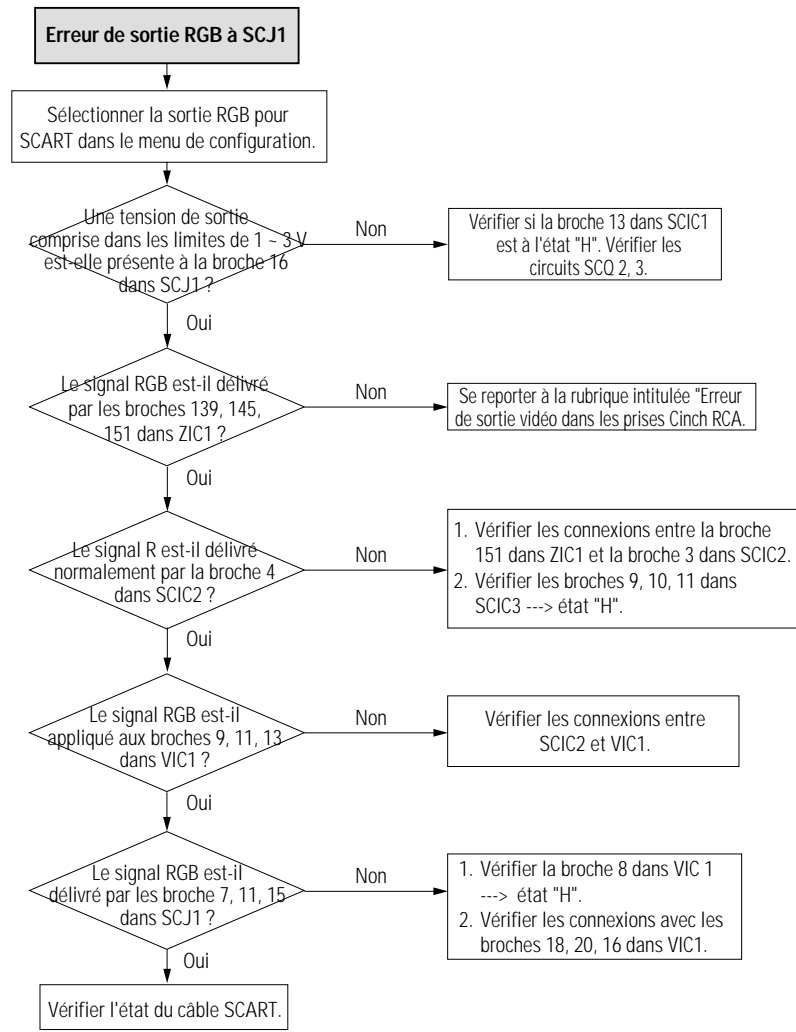 Erreur de sortie RGB à SCJ1
Sélectionner la sortie RGB pour
SCART dans le menu de configuration.
Une tension de sortie
comprise dans les limites de 1 ~ 3 V
est-elle présente à la broche 16
dans SCJ1 ?
Non
Vérifier si la broche 13 dans SCIC1
est à l'état "H". Vérifier les
circuits SCQ 2, 3.
Oui
Le signal RGB est-il délivré
par les broches 139, 145,
151 dans ZIC1 ?
Non
Se reporter à la rubrique intitulée "Erreur
de sortie vidéo dans les prises Cinch RCA.
Oui
Le signal R est-il délivré
normalement par la broche 4
dans SCIC2 ?
Non
1. Vérifier les connexions entre la broche
151 dans ZIC1 et la broche 3 dans SCIC2.
2. Vérifier les broches 9, 10, 11 dans
SCIC3 ---> état "H".
Oui
Le signal RGB est-il
appliqué aux broches 9, 11, 13
dans VIC1 ?
Non
Vérifier les connexions entre
SCIC2 et VIC1.
Oui
Le signal RGB est-il
délivré par les broche 7, 11, 15
dans SCJ1 ?
Non
1. Vérifier la broche 8 dans VIC 1
---> état "H".
2. Vérifier les connexions avec les
broches 18, 20, 16 dans VIC1.
Oui
Vérifier l'état du câble SCART.